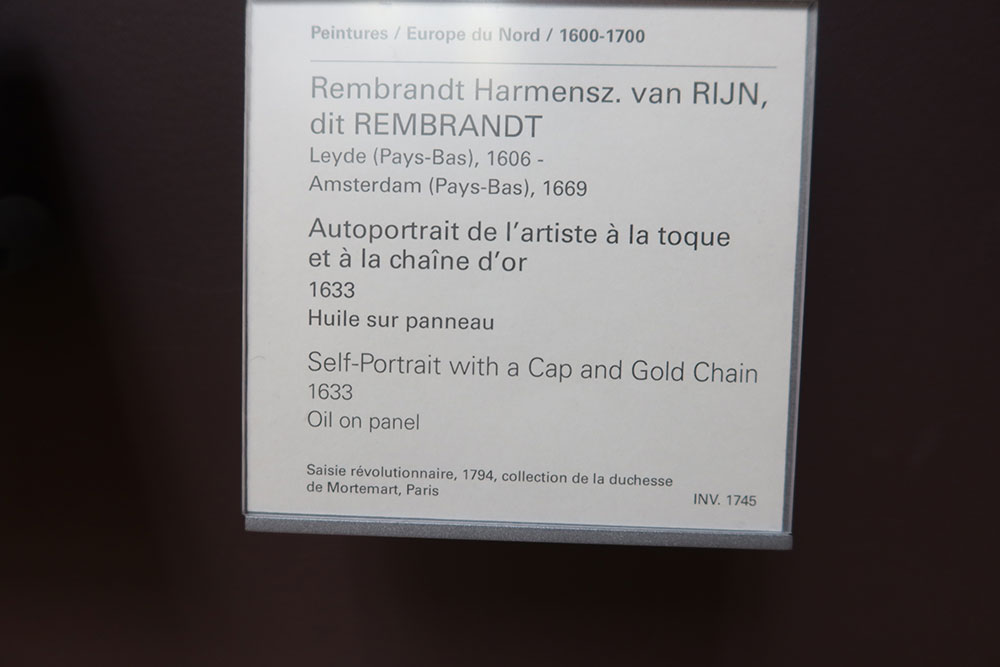 Peintures / Europe du Nord / 1600-1700
Rembrandt Harmensz. van RIJN,
dit REMBRANDT
Leyde (Pays-Bas), 1606 -
Amsterdam (Pays-Bas), 1669
Autoportrait de l'artiste à la toque
et à la chaîne d'or
1633
Huile sur panneau
Self-Portrait with a Cap and Gold Chain
1633
Oil on panel
Saisie révolutionnaire, 1794, collection de la duchesse
de Mortemart, Paris
INV. 1745